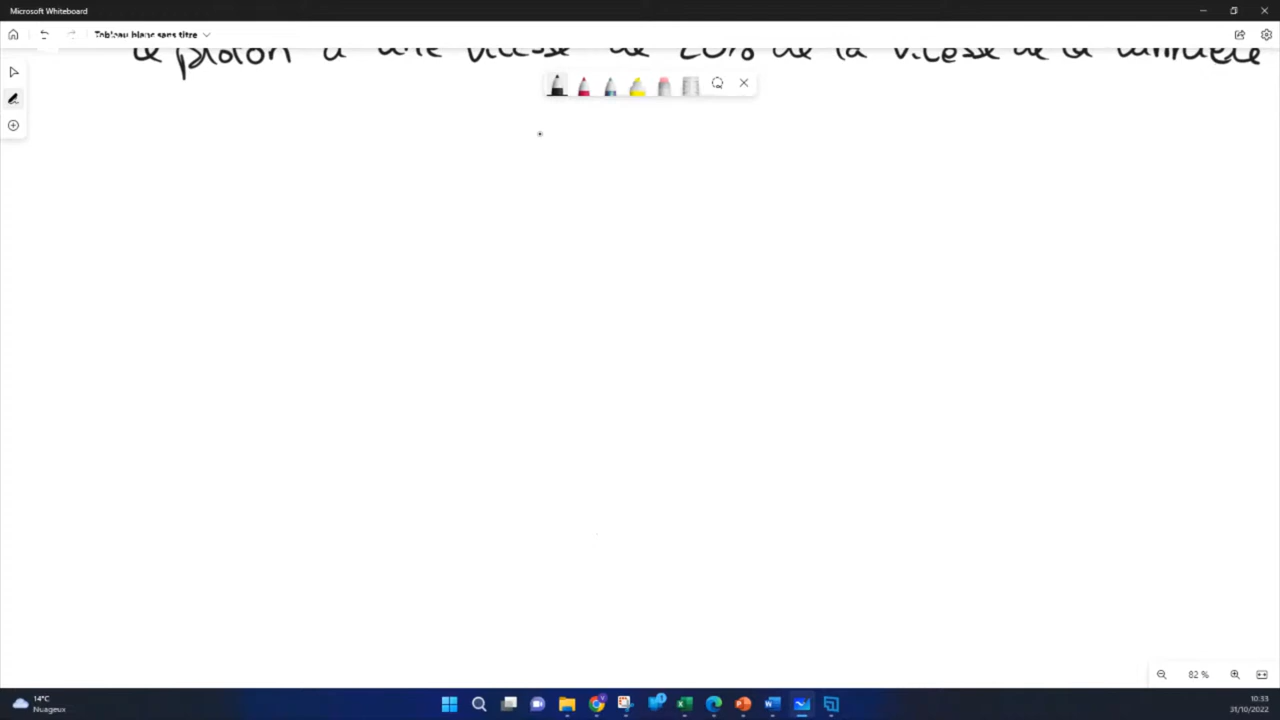 Microsoft Whiteboard
Tableau blanc sans titre
le proton a une vitesse de 20% de la vitesse de la lumière
82 %
14°C
Nuageux
10:33
31/10/2022